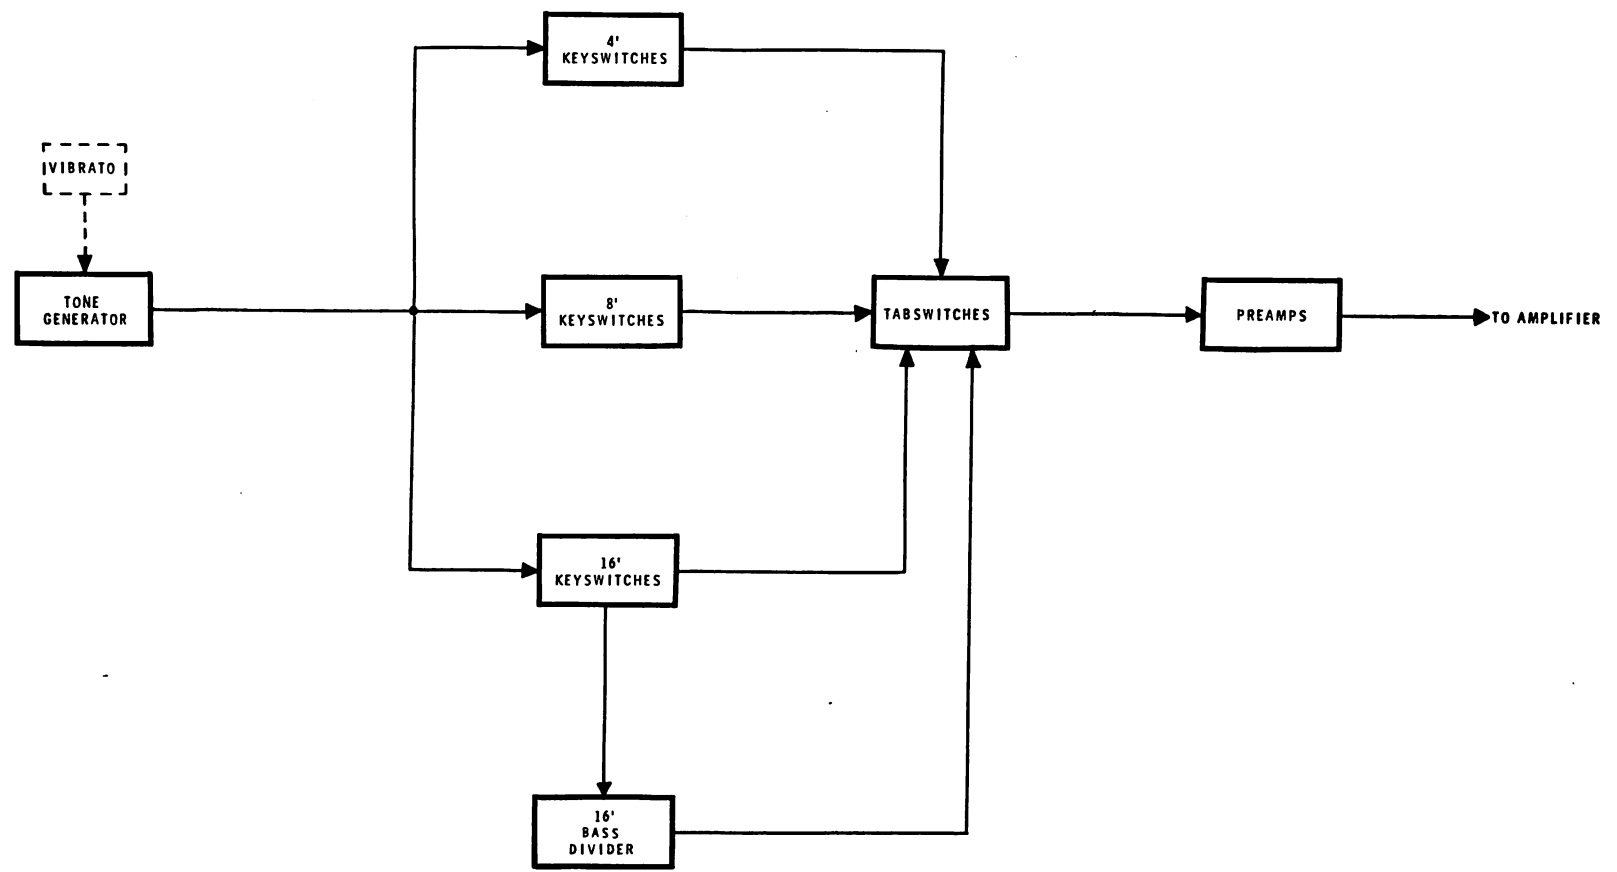 4'
KEYSWITCHES
VIBRATO
TONE
GENERATOR
8'
KEYSWITCHES
TABSWITCHES
PREAMPS
TO AMPLIFIER
16'
KEYSWITCHES
16'
BASS
DIVIDER